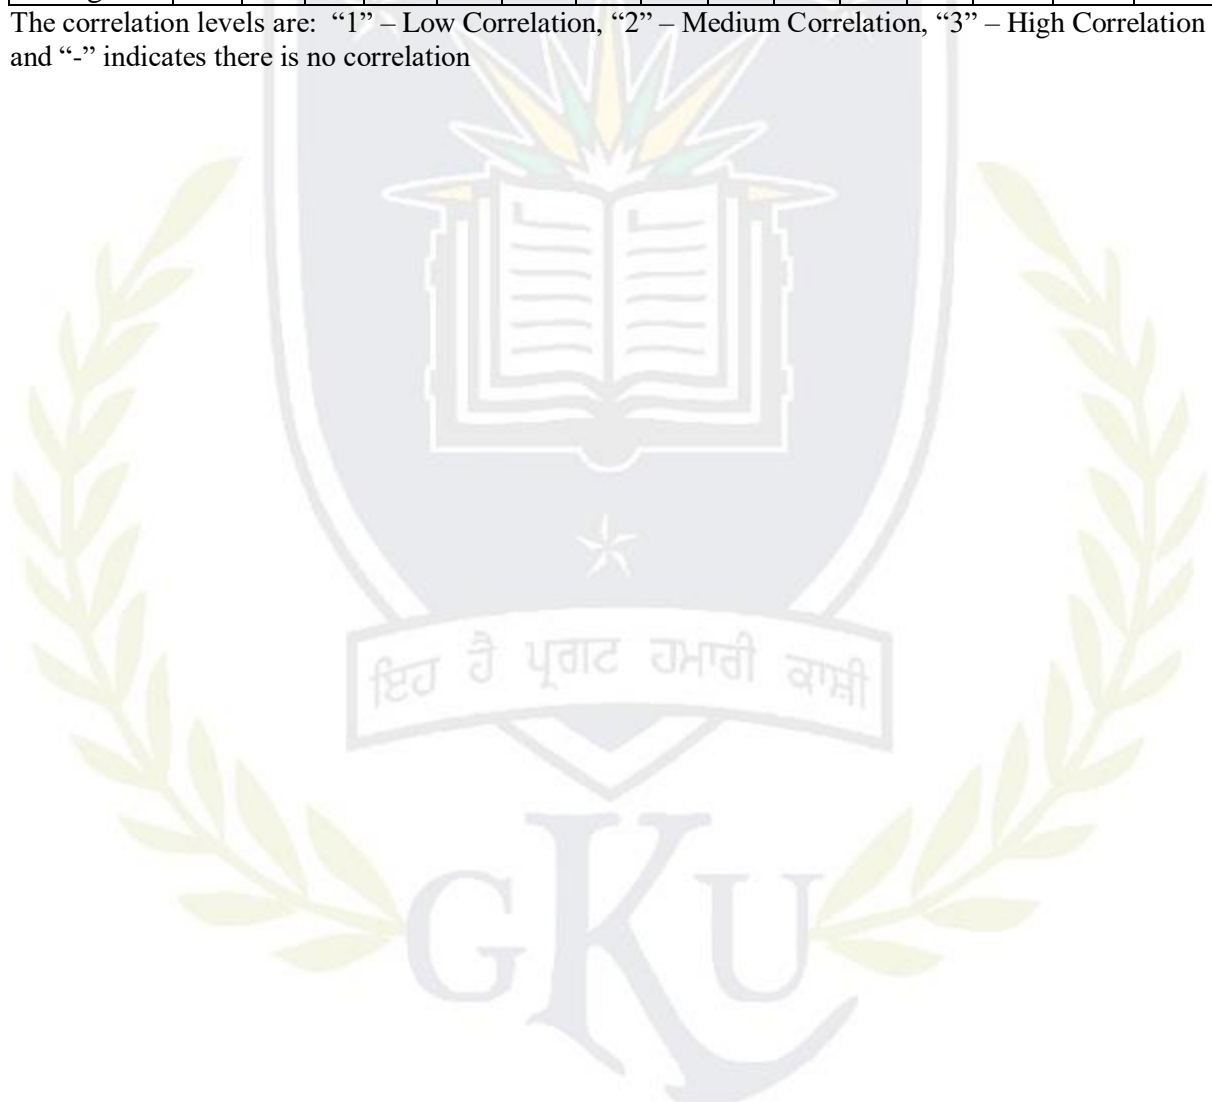 The correlation levels are: “1” – Low Correlation, “2” – Medium Correlation, “3” – High Correlation
and “-” indicates there is no correlation
ਇਹ ਹੈ ਪ੍ਰਗਟ ਹਮਾਰੀ ਕਾਸ਼ੀ
GKU